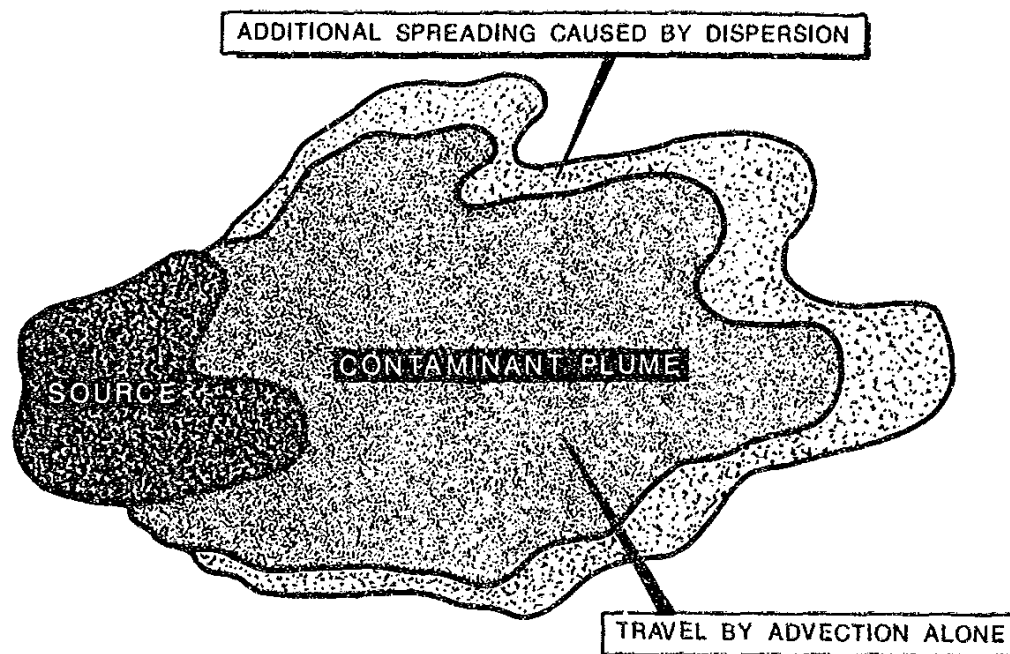 ADDITIONAL SPREADING CAUSED BY DISPERSION
CONTAMINANT PLUME
SOURCE
TRAVEL BY ADVECTION ALONE